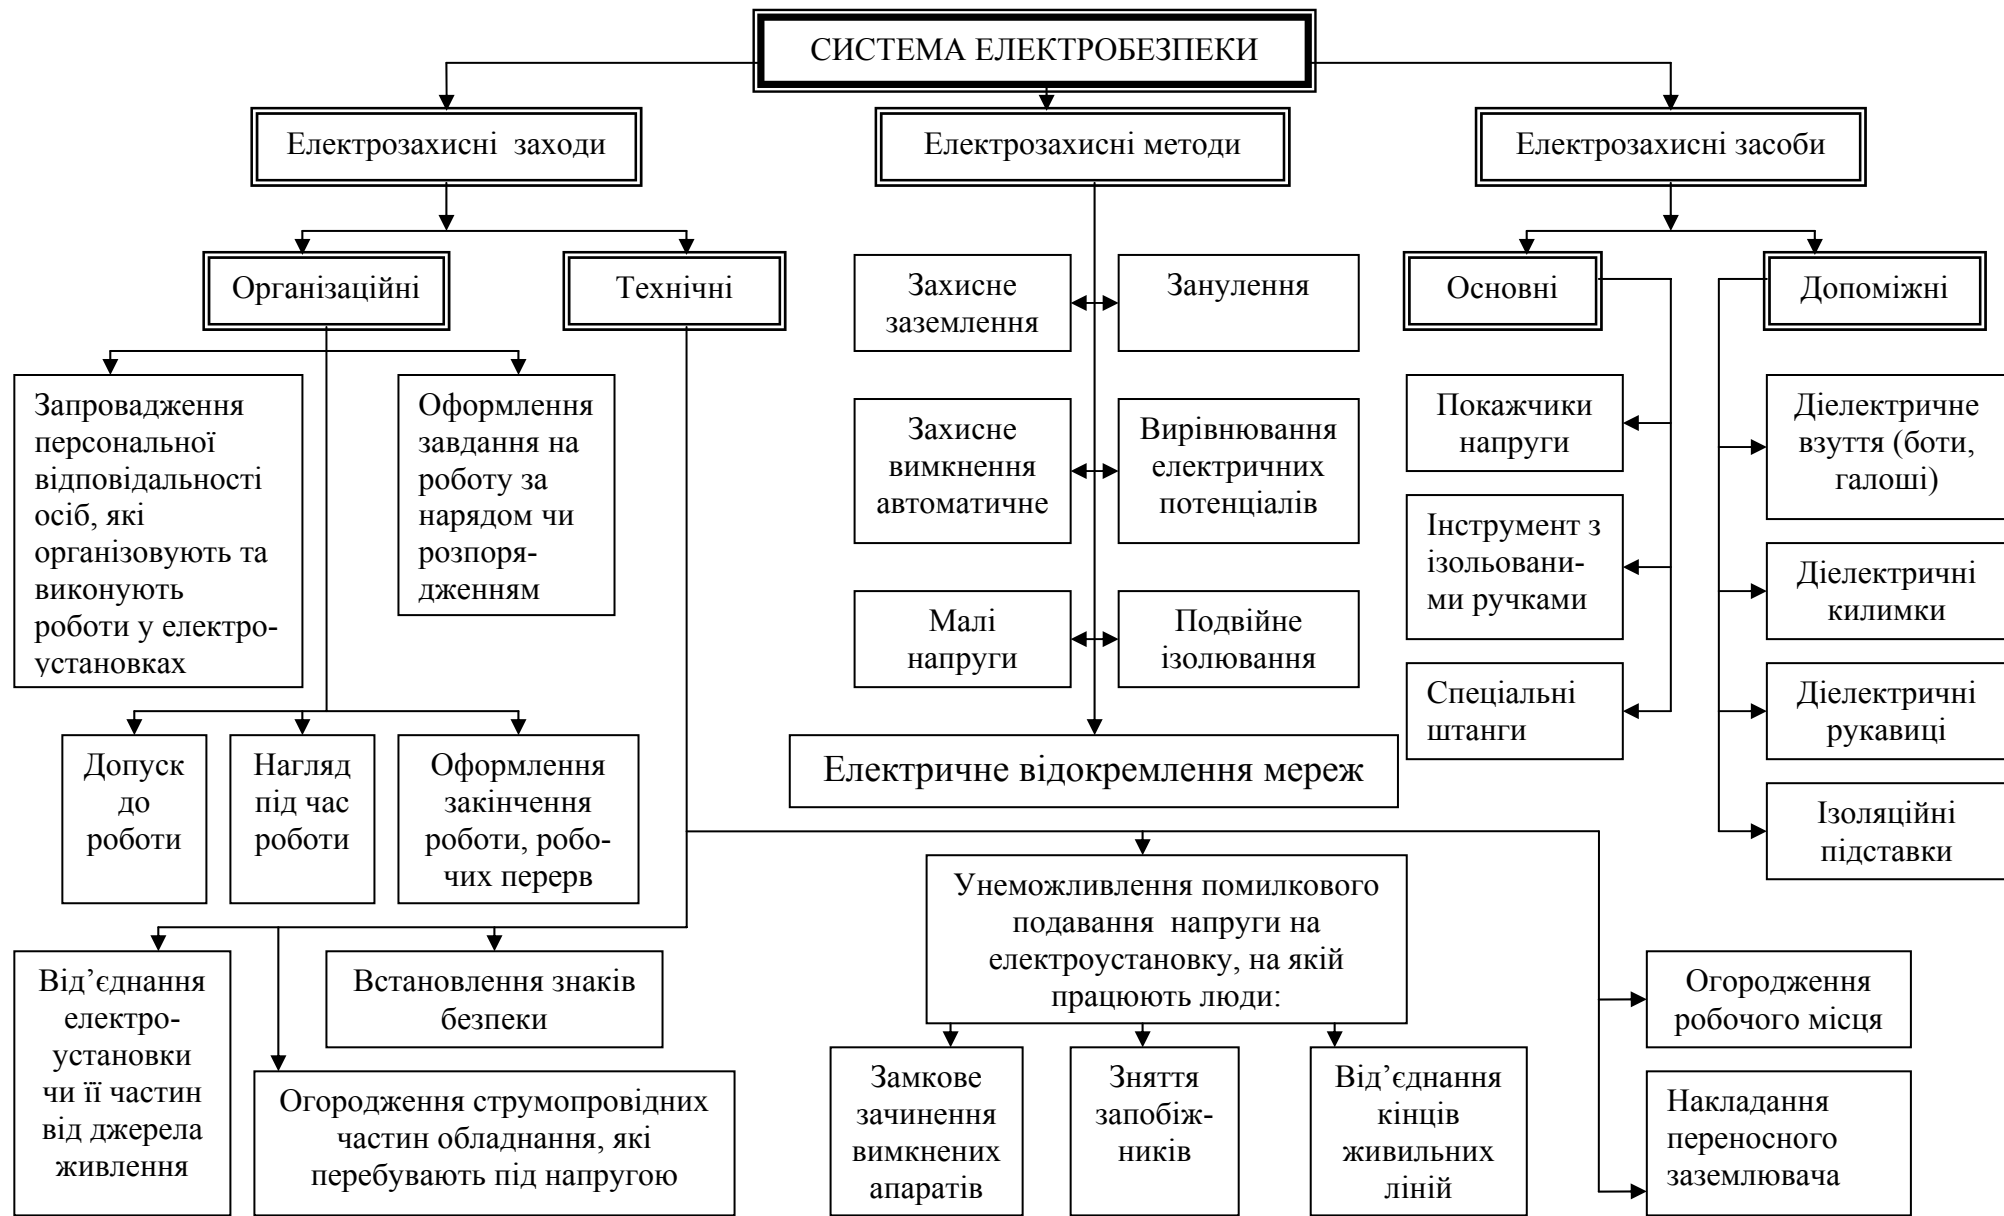 СИСТЕМА ЕЛЕКТРОБЕЗПЕКИ
Електрозахисні заходи
Електрозахисні методи
Електрозахисні засоби
Організаційні
Технічні
Захисне
заземлення
Занулення
Основні
Допоміжні
Запровадження
персональної
відповідальності
осіб, які
організовують та
виконують
роботи у електро-
установках
Оформлення
завдання на
роботу за
нарядом чи
розпоря-
дженням
Захисне
вимкнення
автоматичне
Вирівнювання
електричних
потенціалів
Малі
напруги
Подвійне
ізолювання
Покажчики
напруги
Інструмент з
ізольовани-
ми ручками
Спеціальні
штанги
Діелектричне
взуття (боти,
галоші)
Діелектричні
килимки
Діелектричні
рукавиці
Ізоляційні
підставки
Допуск
до
роботи
Нагляд
під час
роботи
Оформлення
закінчення
роботи, робо-
чих перерв
Електричне відокремлення мереж
Унеможливлення помилкового
подавання напруги на
електроустановку, на якій
працюють люди:
Від’єднання
електро-
установки
чи її частин
від джерела
живлення
Встановлення знаків
безпеки
Огородження струмопровідних
частин обладнання, які
перебувають під напругою
Замкове
зачинення
вимкнених
апаратів
Зняття
запобіж-
ників
Від’єднання
кінців
живильних
ліній
Огородження
робочого місця
Накладання
переносного
заземлювача